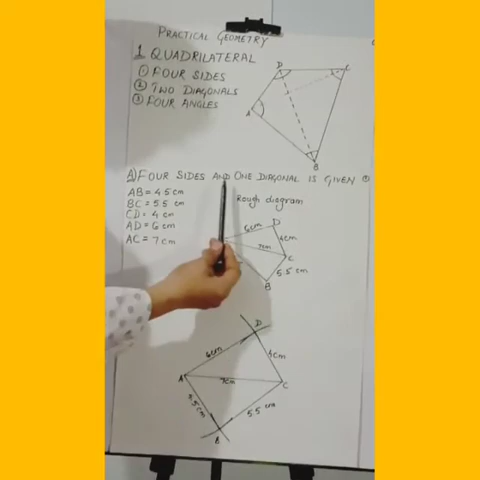 PRACTICAL GEOMETRY
1 QUADRILATERAL
① FOUR SIDES
② TWO DIAGONALS
③ FOUR ANGLES
D
C
A
B
A) FOUR SIDES AND ONE DIAGONAL IS GIVEN
AB = 4.5 cm
BC = 5.5 cm
CD = 4 cm
AD = 6 cm
AC = 7 cm
Rough diagram
6cm
D
4cm
7cm
C
5.5 cm
B
D
6cm
4cm
A
7cm
C
4.5 cm
5.5 cm
B